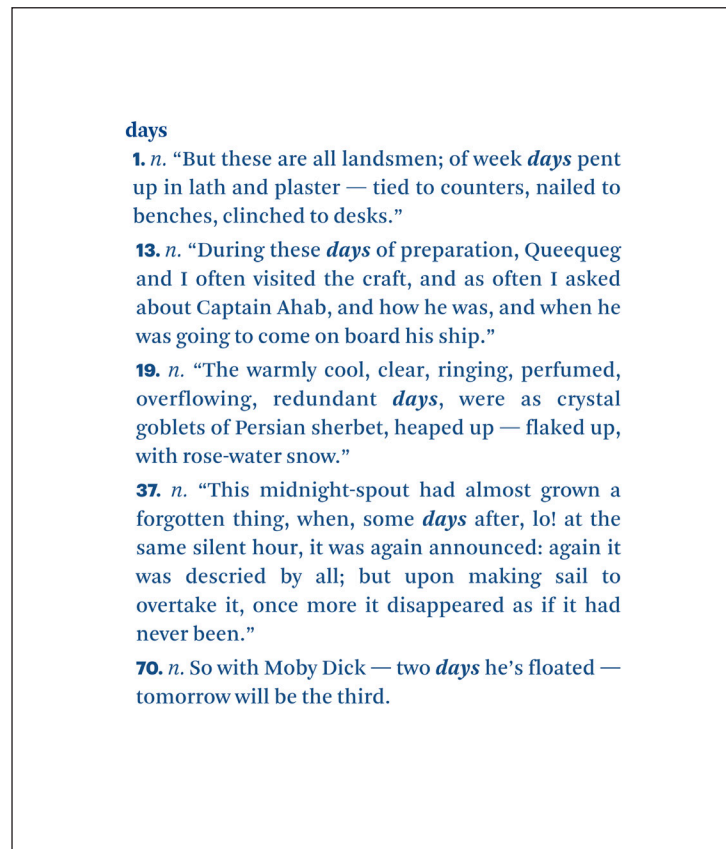 days
1. n. “But these are all landsmen; of week days pent
up in lath and plaster — tied to counters, nailed to
benches, clinched to desks.”
13. n. “During these days of preparation, Queequeg
and I often visited the craft, and as often I asked
about Captain Ahab, and how he was, and when he
was going to come on board his ship.”
19. n. “The warmly cool, clear, ringing, perfumed,
overflowing, redundant days, were as crystal
goblets of Persian sherbet, heaped up — flaked up,
with rose-water snow.”
37. n. “This midnight-spout had almost grown a
forgotten thing, when, some days after, lo! at the
same silent hour, it was again announced: again it
was descried by all; but upon making sail to
overtake it, once more it disappeared as if it had
never been.”
70. n. So with Moby Dick — two days he’s floated —
tomorrow will be the third.